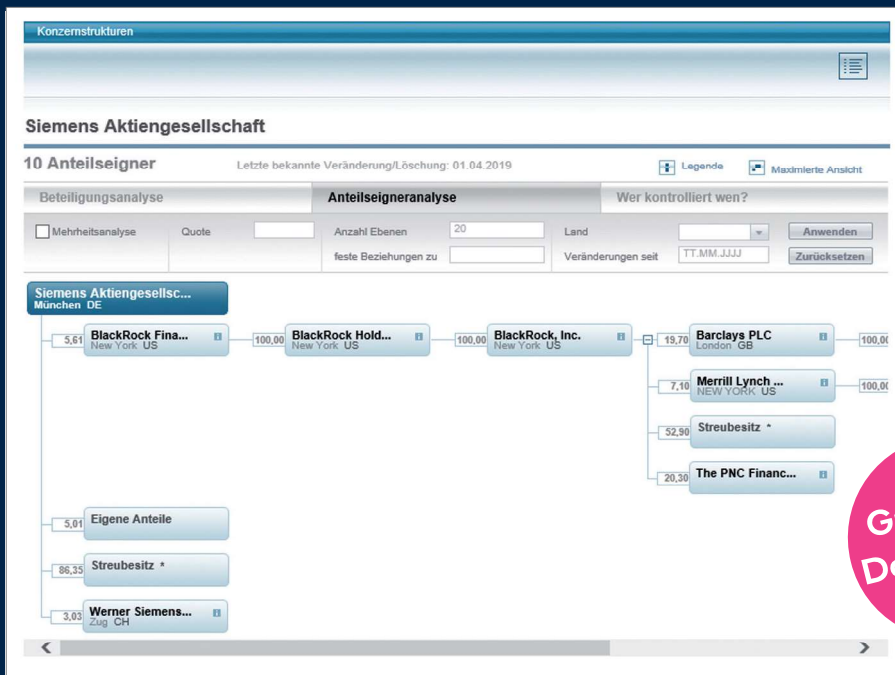 Konzernstrukturen
Siemens Aktiengesellschaft
10 Anteilseigner
Letzte bekannte Veränderung/Löschung: 01.04.2019
Legende
Maximierte Ansicht
Beteiligungsanalyse
Anteilseigneranalyse
Wer kontrolliert wen?
Mehrheitsanalyse
Quote
Anzahl Ebenen
20
Land
Anwenden
feste Beziehungen zu
Veränderungen seit
TT.MM.JJJJ
Zurücksetzen
Siemens Aktiengesellsc...
München DE
5,61
BlackRock Fina...
New York US
100,00
BlackRock Hold...
New York US
100,00
BlackRock, Inc.
New York US
19,70
Barclays PLC
London GB
100,00
7,10
Merrill Lynch ...
NEW YORK US
100,00
52,90
Streubesitz *
20,30
The PNC Financ...
5,01
Eigene Anteile
86,35
Streubesitz *
3,03
Werner Siemens...
Zug CH